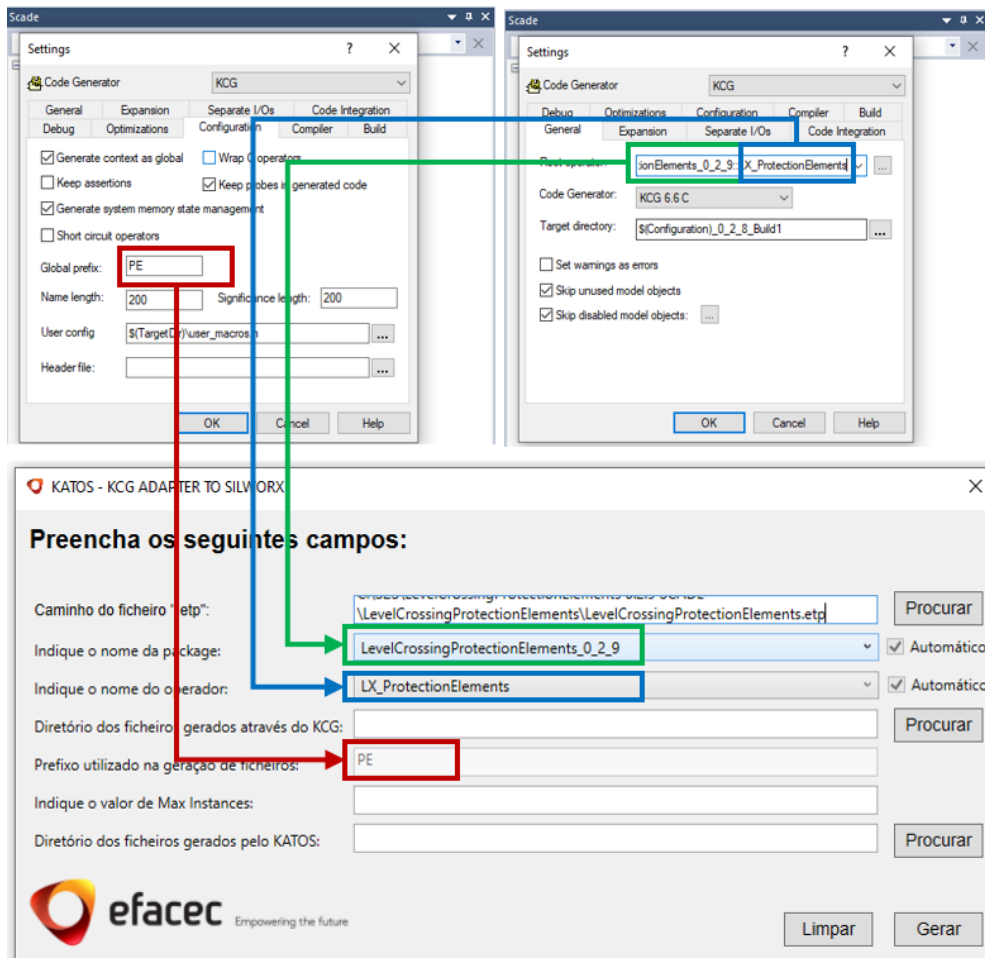 Scade
Settings
Code Generator
KCG
General Expansion Separate I/Os Code Integration
Debug Optimizations Configuration Compiler Build
Generate context as global
Wrap C operators
Keep assertions
Keep probes in generated code
Generate system memory state management
Short circuit operators
Global prefix: PE
Name length: 200 Significance length: 200
User config $(TargetDir)\user_macros.h ...
Header file: ...
OK Cancel Help
Scade
Settings
Code Generator
KCG
Debug Optimizations Configuration Compiler Build
General Expansion Separate I/Os Code Integration
Root operator: ionElements_0_2_9:: X_ProtectionElements ...
Code Generator: KCG 6.6 C
Target directory: $(Configuration)_0_2_8_Build1 ...
Set warnings as errors
Skip unused model objects
Skip disabled model objects: ...
OK Cancel Help
KATOS - KCG ADAPTER TO SILWORX
Preencha os seguintes campos:
Caminho do ficheiro ".etp": \LevelCrossingProtectionElements\LevelCrossingProtectionElements.etp Procurar
Indique o nome da package: LevelCrossingProtectionElements_0_2_9 Automático
Indique o nome do operador: LX_ProtectionElements Automático
Diretório dos ficheiros gerados através do KCG: Procurar
Prefixo utilizado na geração de ficheiros: PE
Indique o valor de Max Instances:
Diretório dos ficheiros gerados pelo KATOS: Procurar
efacec Empowering the future
Limpar Gerar